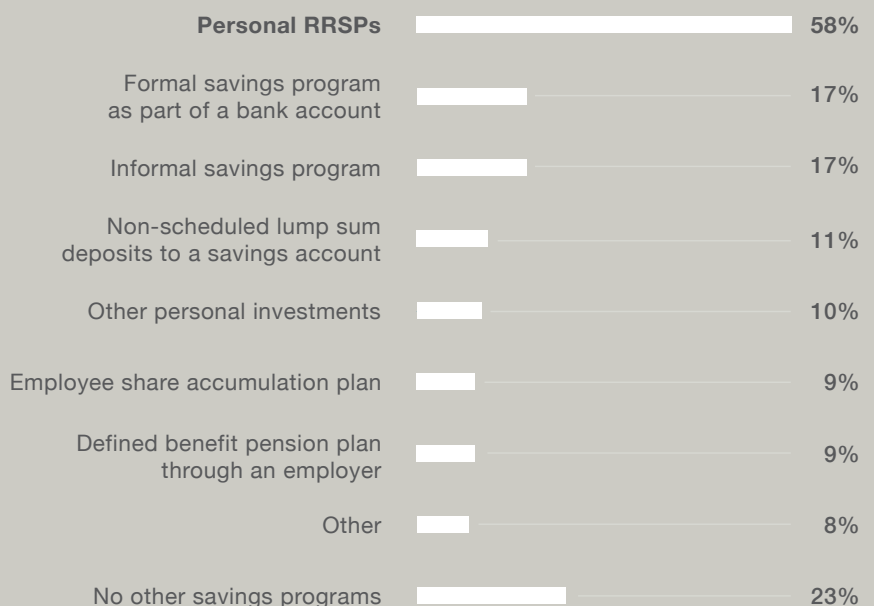 Personal RRSPs 58%
Formal savings program
as part of a bank account 17%
Informal savings program 17%
Non-scheduled lump sum
deposits to a savings account 11%
Other personal investments 10%
Employee share accumulation plan 9%
Defined benefit pension plan
through an employer 9%
Other 8%
No other savings programs 23%